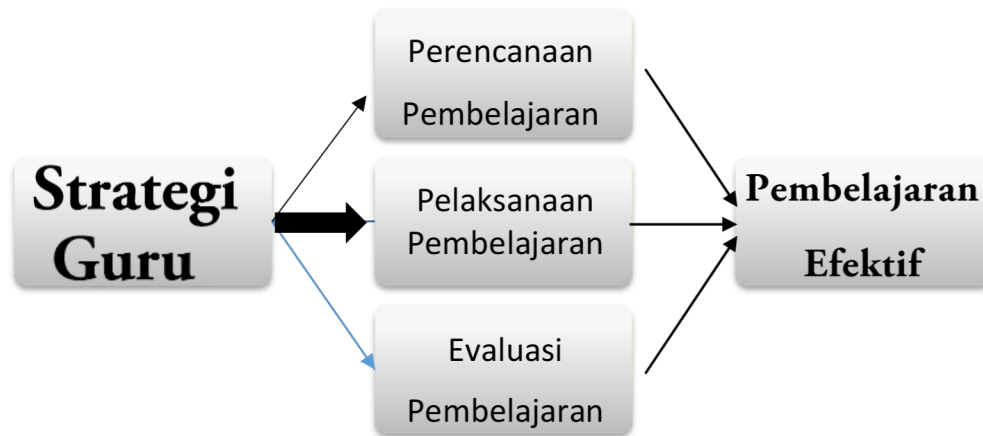 Strategi
Guru
Perencanaan
Pembelajaran
Pelaksanaan
Pembelajaran
Evaluasi
Pembelajaran
Pembelajaran
Efektif